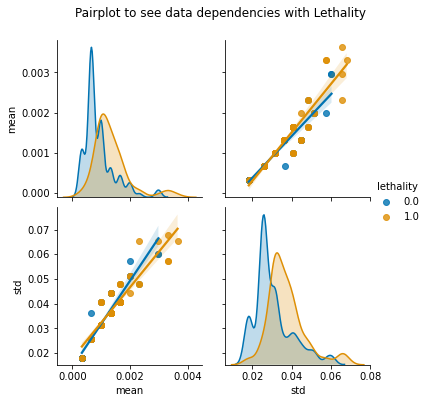 Pairplot to see data dependencies with Lethality
0.003
0.002
0.001
0.000
mean
lethality
0.0
1.0
0.07
0.06
0.05
0.04
0.03
0.02
std
0.000 0.002 0.004
mean
0.02 0.04 0.06 0.08
std